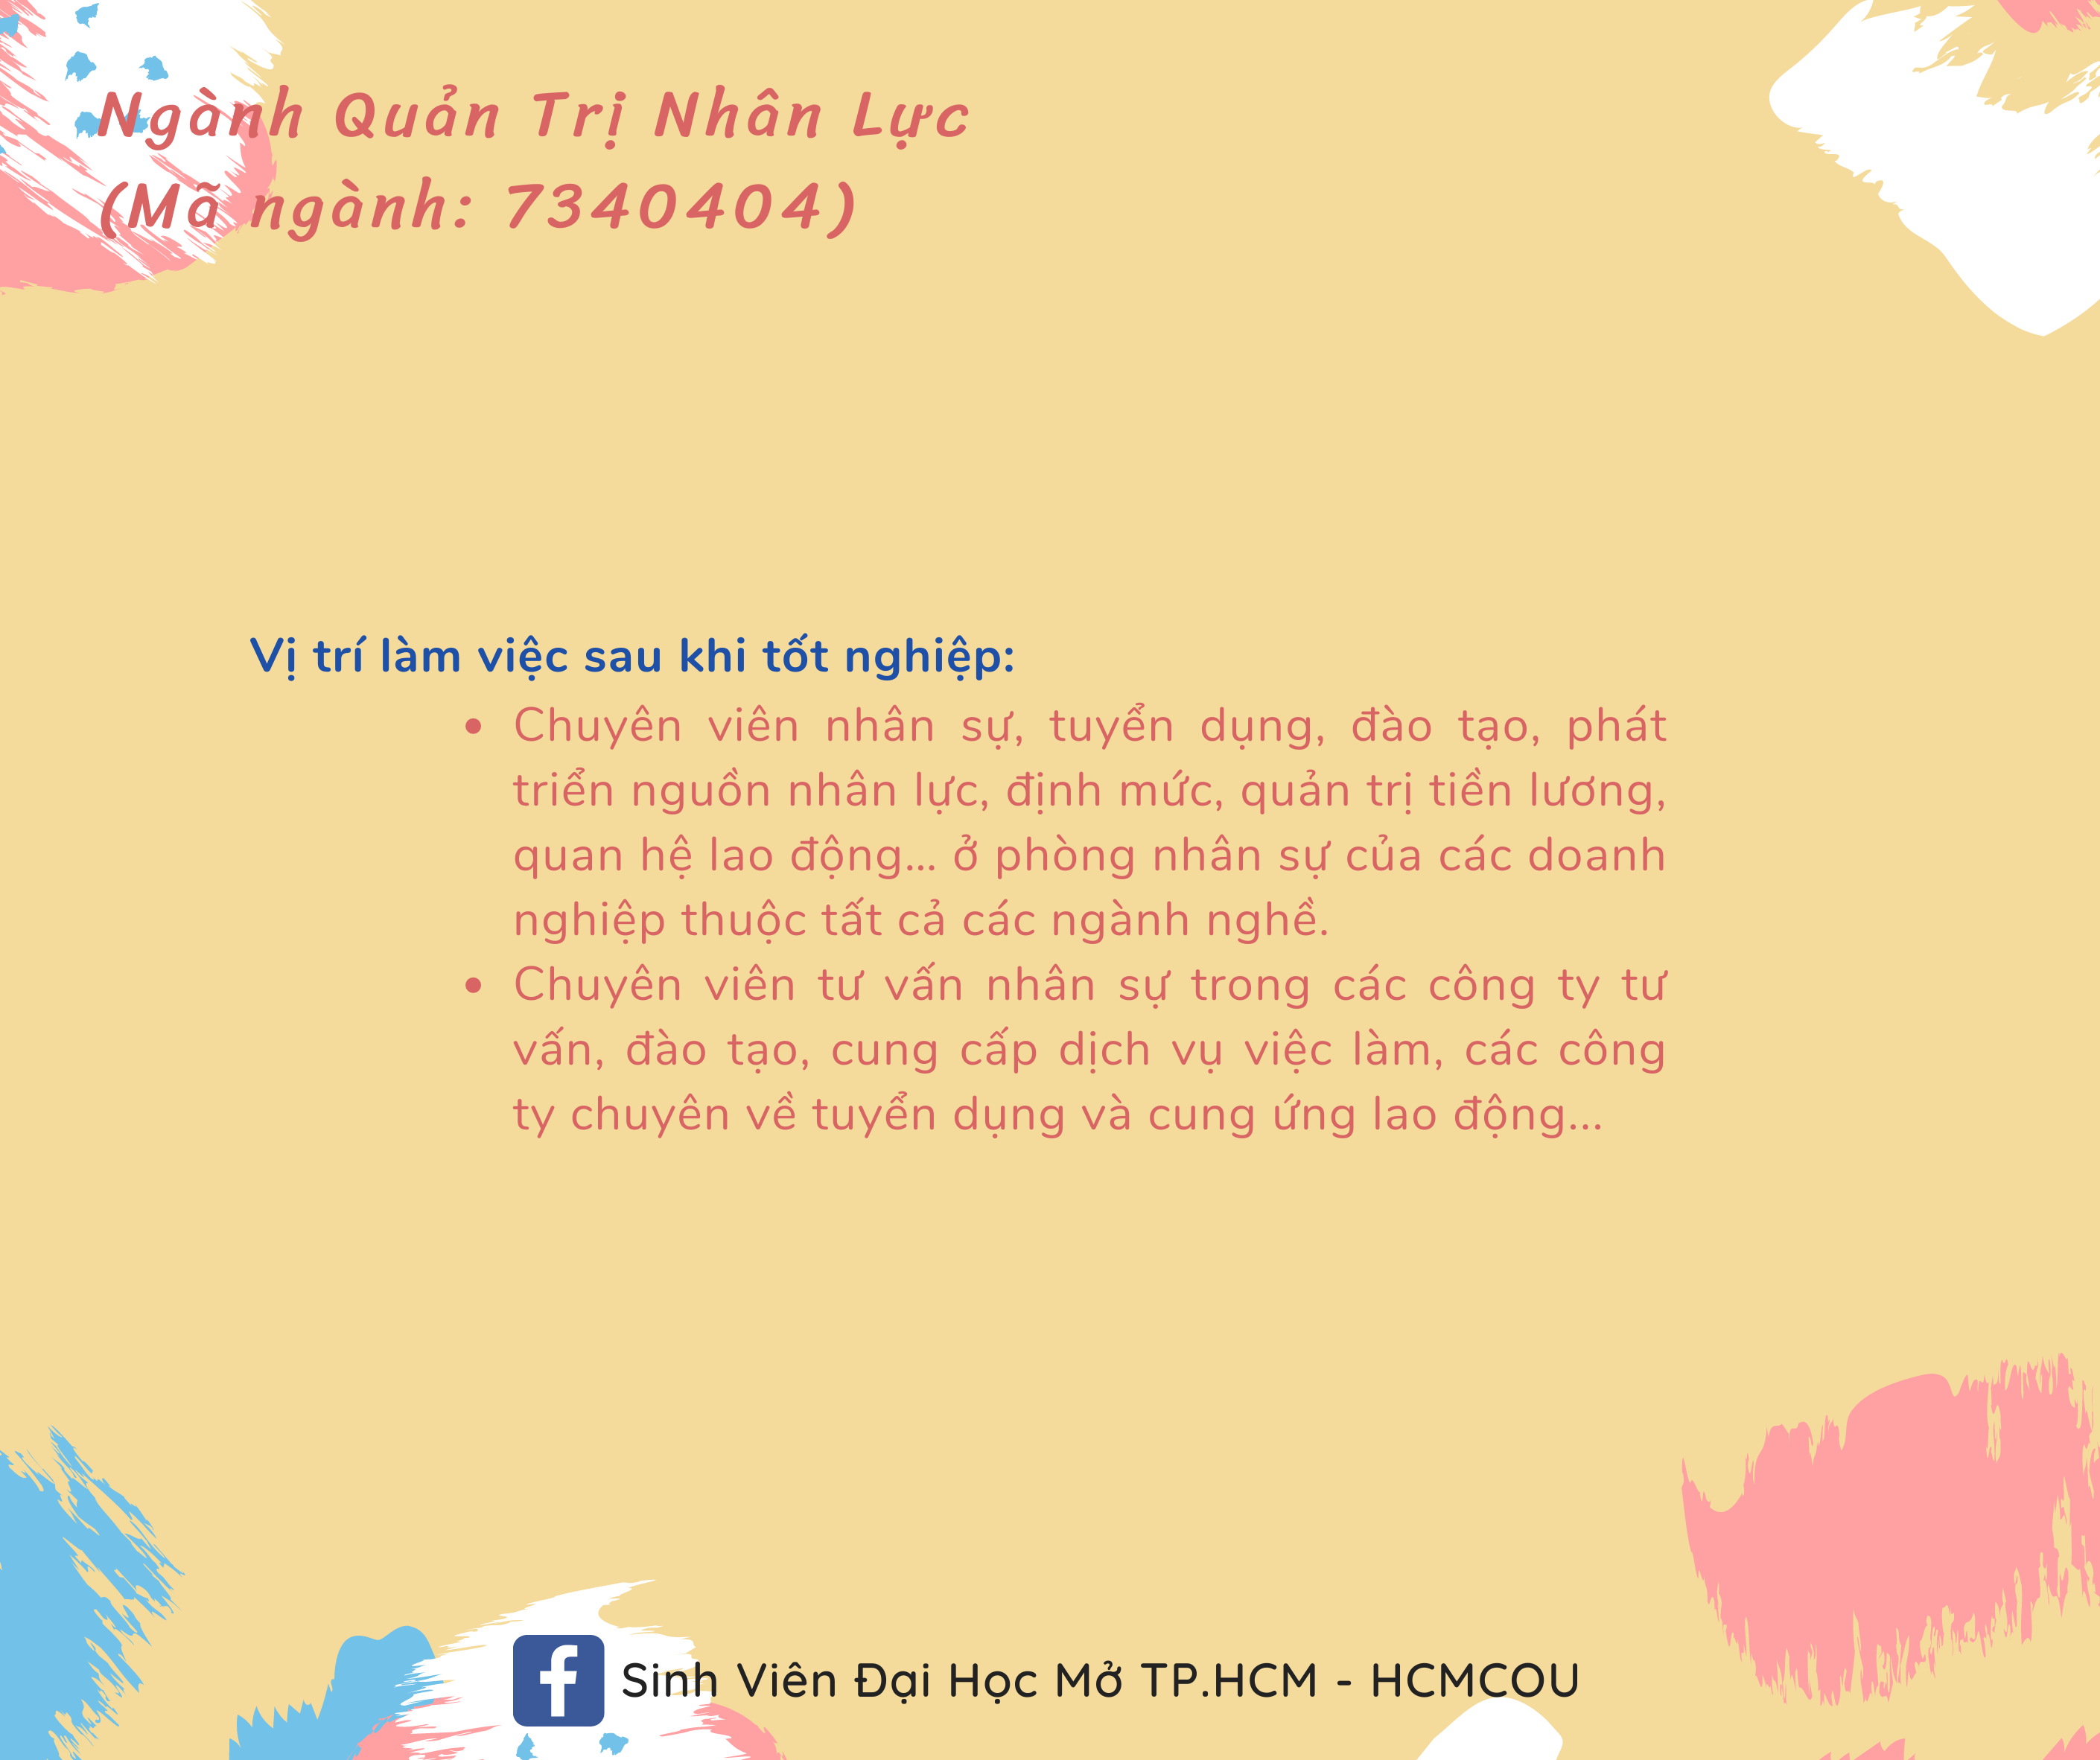 Ngành Quản Trị Nhân Lực
(Mã ngành: 7340404)
Vị trí làm việc sau khi tốt nghiệp:
• Chuyên viên nhân sự, tuyển dụng, đào tạo, phát
triển nguồn nhân lực, định mức, quản trị tiền lương,
quan hệ lao động... ở phòng nhân sự của các doanh
nghiệp thuộc tất cả các ngành nghề.
• Chuyên viên tư vấn nhân sự trong các công ty tư
vấn, đào tạo, cung cấp dịch vụ việc làm, các công
ty chuyên về tuyển dụng và cung ứng lao động...
Sinh Viên Đại Học Mở TP.HCM - HCMCOU